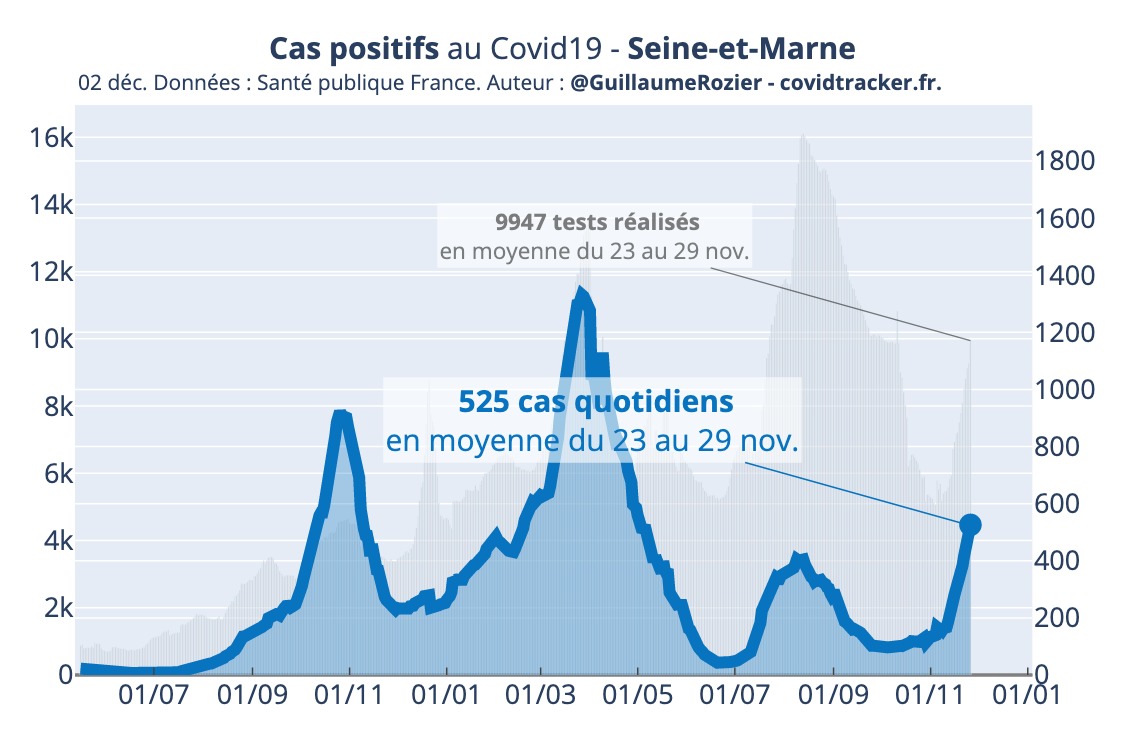 Cas positifs au Covid19 - Seine-et-Marne
02 déc. Données : Santé publique France. Auteur : @GuillaumeRozier - covidtracker.fr.
16k
14k
12k
10k
8k
6k
4k
2k
0
1800
1600
1400
1200
1000
800
600
400
200
0
9947 tests réalisés
en moyenne du 23 au 29 nov.
525 cas quotidiens
en moyenne du 23 au 29 nov.
01/07 01/09 01/11 01/01 01/03 01/05 01/07 01/09 01/11 01/01